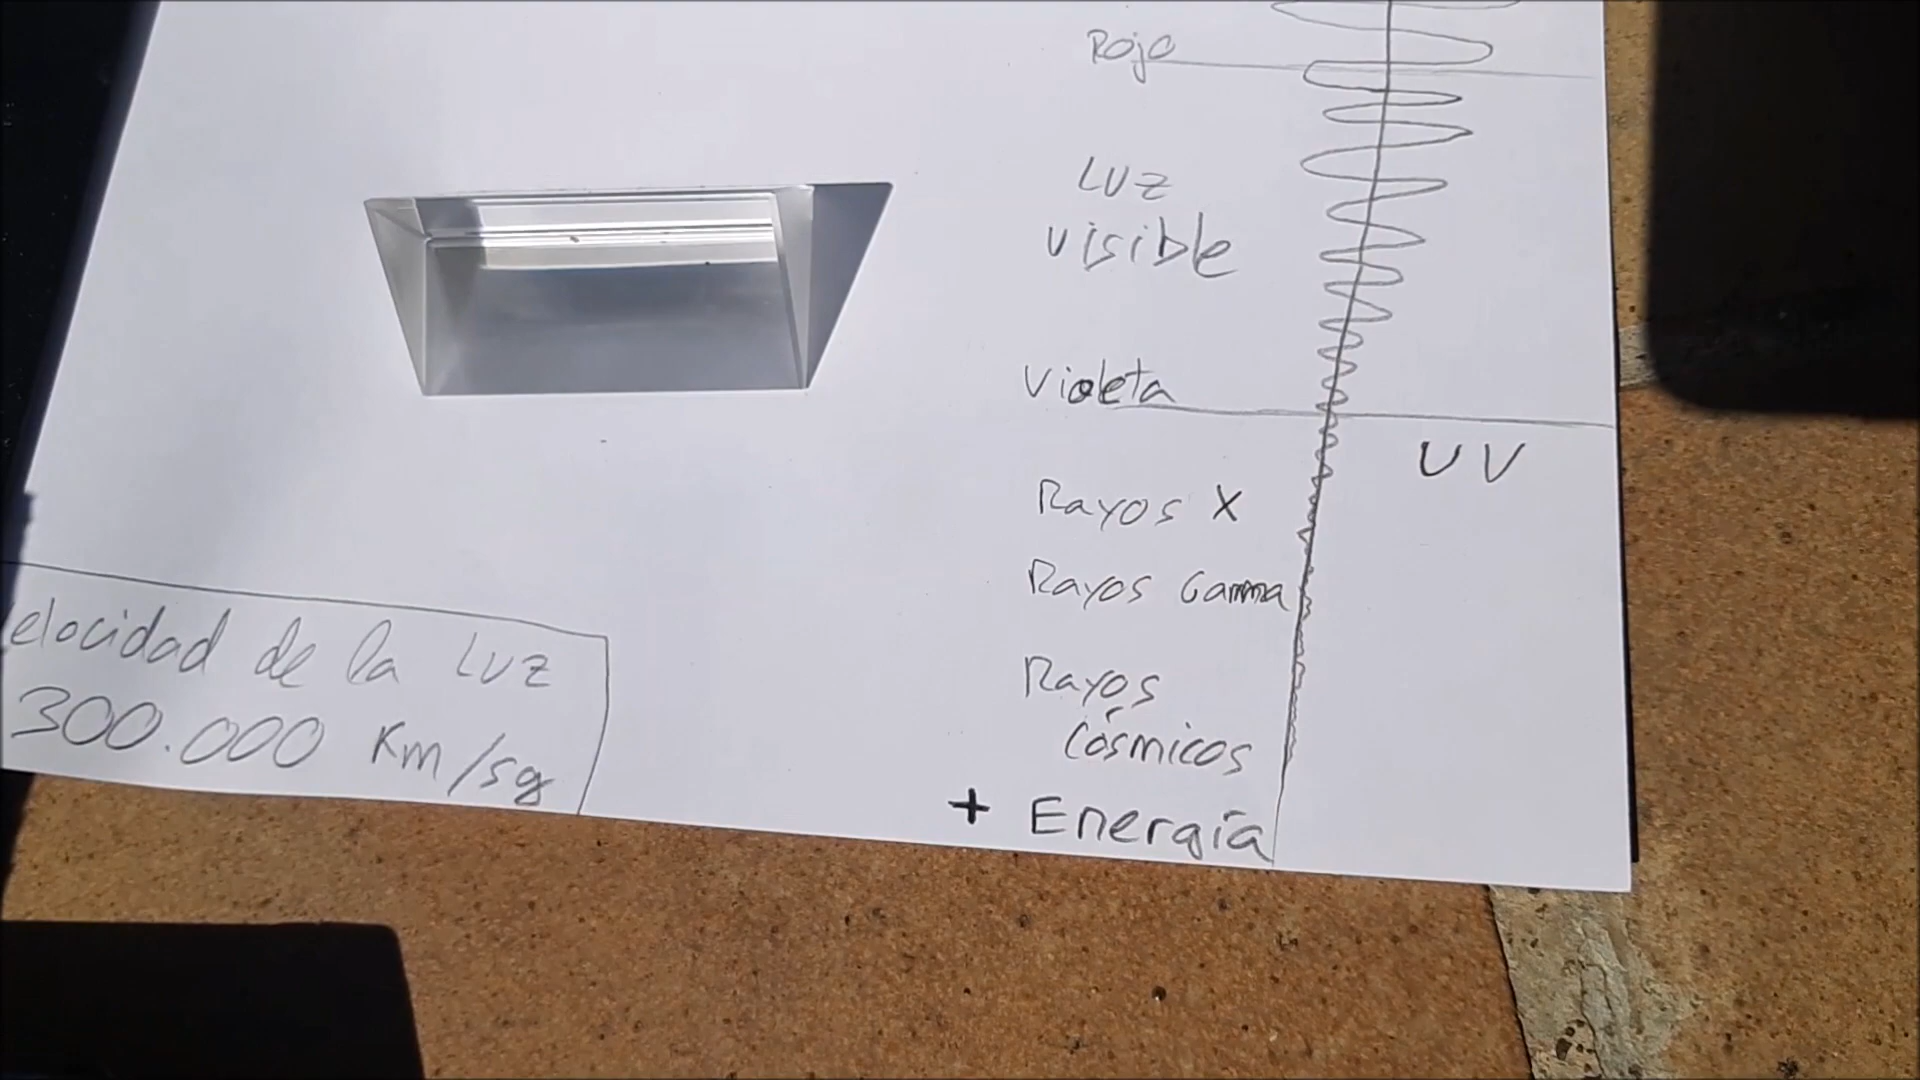 Rojo
Luz
visible
Violeta
UV
Rayos X
Rayos Gamma
Rayos
Cósmicos
+ Energía
elocidad de la Luz
300.000 Km/sg